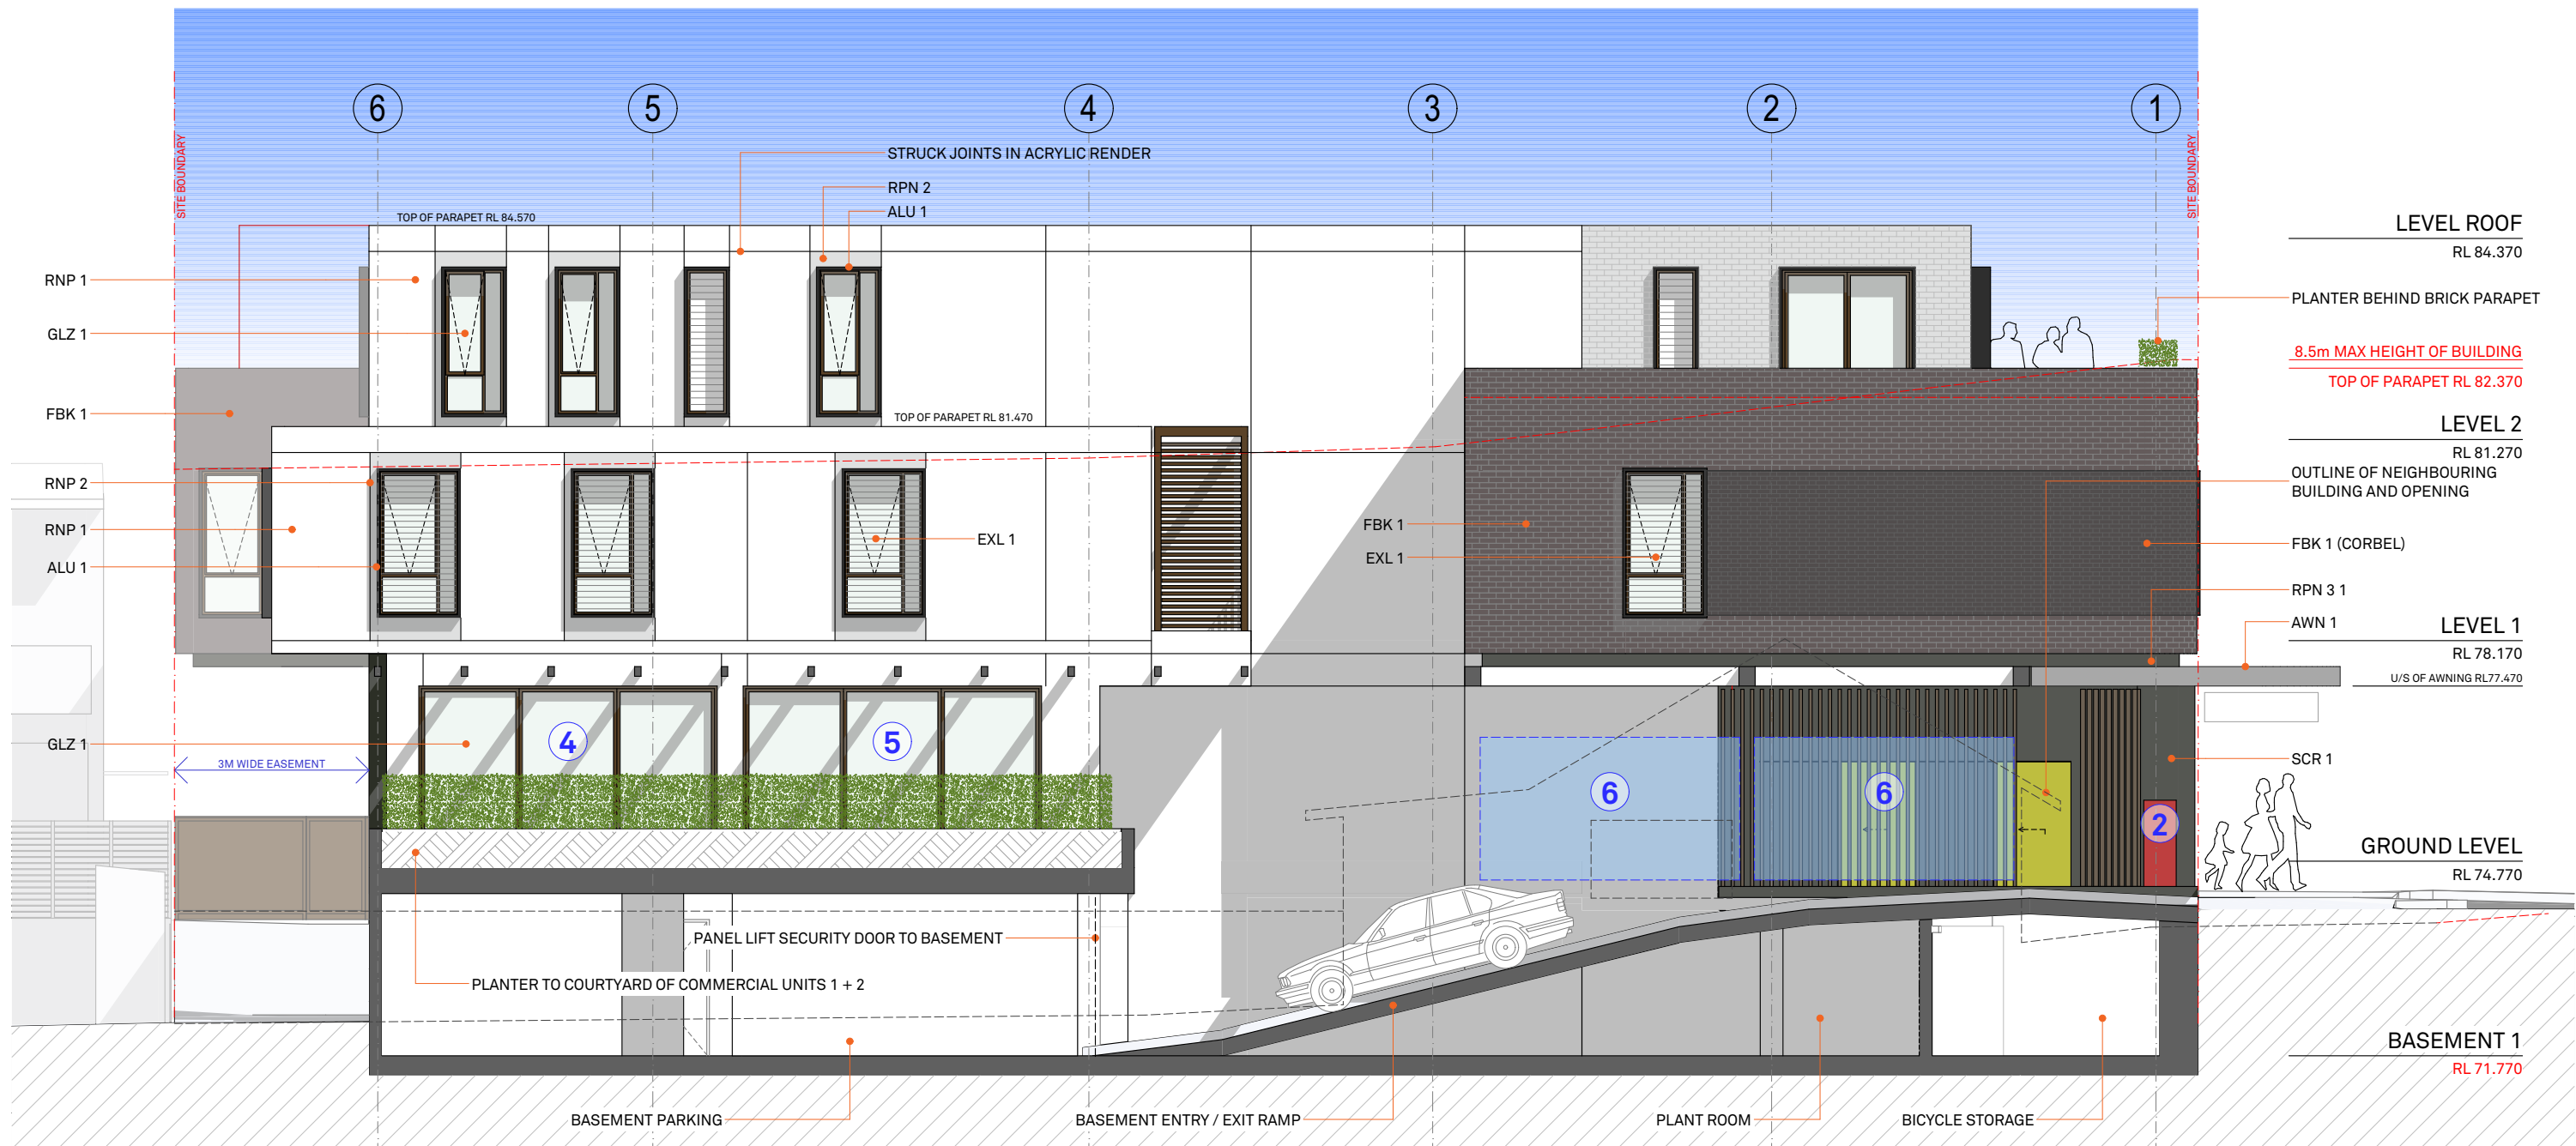 6
5
4
3
2
1
SITE BOUNDARY
SITE BOUNDARY
STRUCK JOINTS IN ACRYLIC RENDER
RPN 2
ALU 1
TOP OF PARAPET RL 84.570
LEVEL ROOF
RL 84.370
RNP 1
PLANTER BEHIND BRICK PARAPET
GLZ 1
8.5m MAX HEIGHT OF BUILDING
TOP OF PARAPET RL 82.370
FBK 1
TOP OF PARAPET RL 81.470
LEVEL 2
RL 81.270
RNP 2
OUTLINE OF NEIGHBOURING
BUILDING AND OPENING
RNP 1
EXL 1
FBK 1
FBK 1 (CORBEL)
ALU 1
EXL 1
RPN 3 1
AWN 1
LEVEL 1
RL 78.170
U/S OF AWNING RL77.470
GLZ 1
4
5
3M WIDE EASEMENT
SCR 1
6
6
2
GROUND LEVEL
RL 74.770
PANEL LIFT SECURITY DOOR TO BASEMENT
PLANTER TO COURTYARD OF COMMERCIAL UNITS 1 + 2
BASEMENT 1
RL 71.770
BASEMENT PARKING
BASEMENT ENTRY / EXIT RAMP
PLANT ROOM
BICYCLE STORAGE